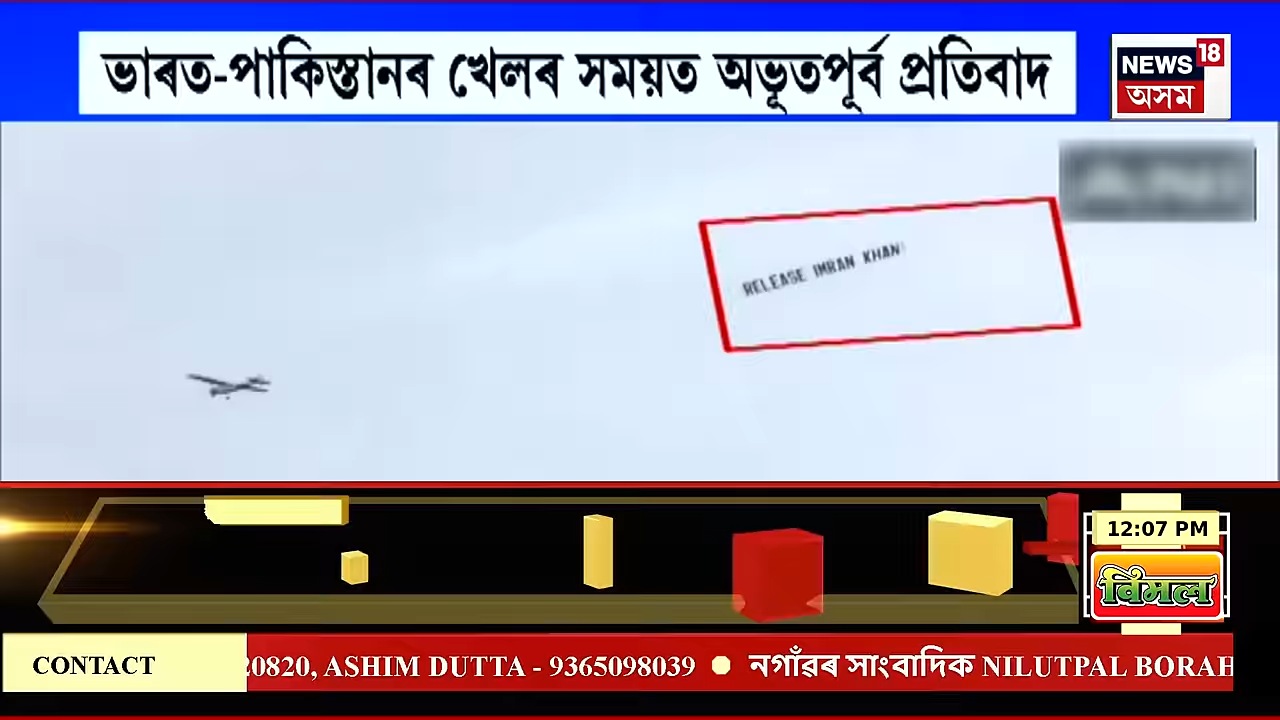 ভাৰত-পাকিস্তানৰ খেলৰ সময়ত অভূতপূৰ্ব প্ৰতিবাদ
NEWS 18
অসম
RELEASE IMRAN KHAN!
12:07 PM
बिमल
CONTACT
20820, ASHIM DUTTA - 9365098039 ● নগাঁৱৰ সাংবাদিক NILUTPAL BORAH